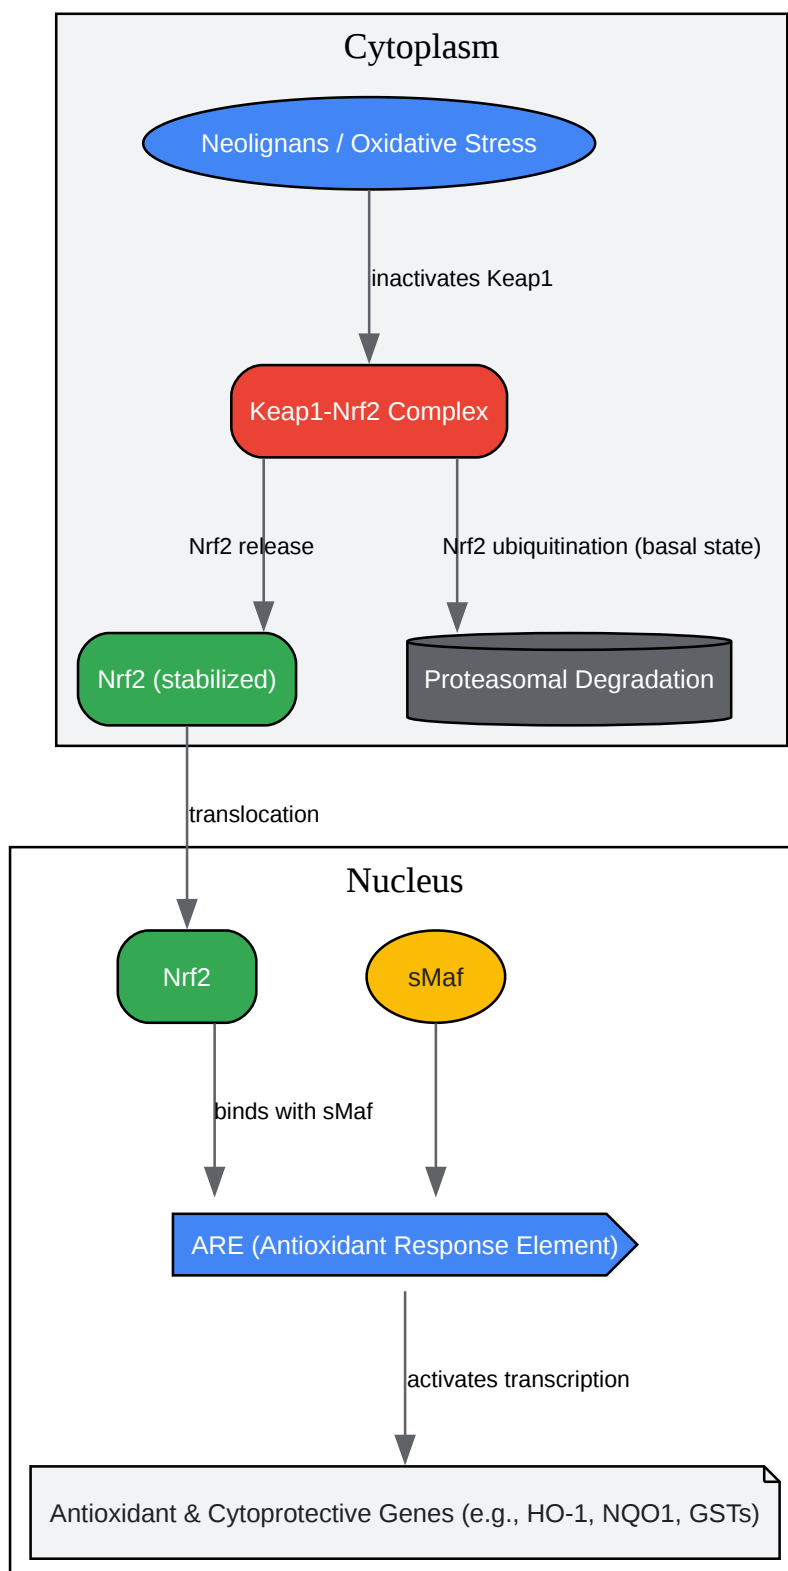 Cytoplasm
Neolignans / Oxidative Stress
inactivates Keap1
Keap1-Nrf2 Complex
Nrf2 release
Nrf2 ubiquitination (basal state)
Nrf2 (stabilized)
Proteasomal Degradation
translocation
Nucleus
Nrf2
sMaf
binds with sMaf
ARE (Antioxidant Response Element)
activates transcription
Antioxidant & Cytoprotective Genes (e.g., HO-1, NQO1, GSTs)